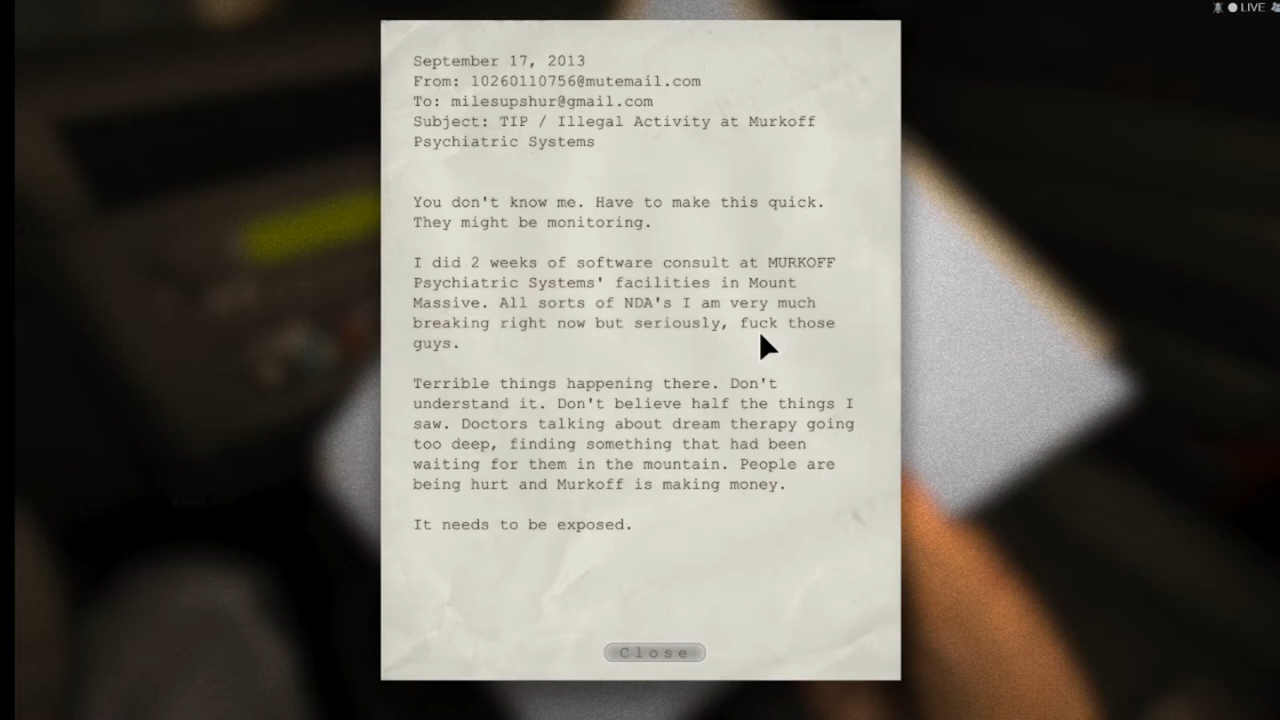 LIVE
September 17, 2013
From: 10260110756@mutemail.com
To: milesupshur@gmail.com
Subject: TIP / Illegal Activity at Murkoff
Psychiatric Systems
You don't know me. Have to make this quick.
They might be monitoring.
I did 2 weeks of software consult at MURKOFF
Psychiatric Systems' facilities in Mount
Massive. All sorts of NDA's I am very much
breaking right now but seriously, fuck those
guys.
Terrible things happening there. Don't
understand it. Don't believe half the things I
saw. Doctors talking about dream therapy going
too deep, finding something that had been
waiting for them in the mountain. People are
being hurt and Murkoff is making money.
It needs to be exposed.
Close